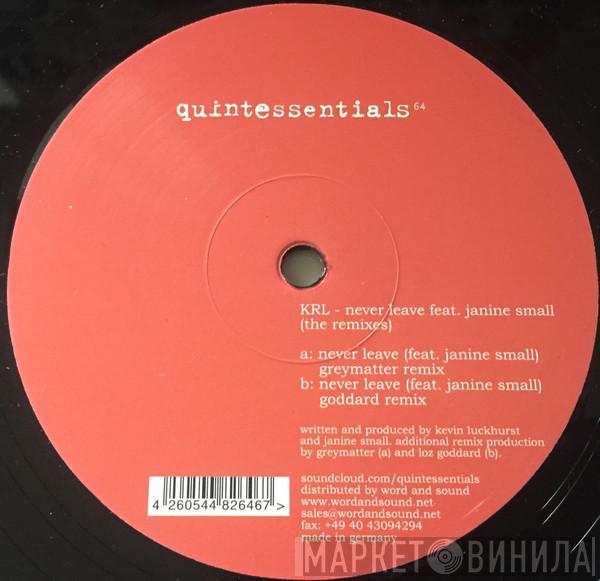 quintessentials 64
KRL - never leave feat. janine small
(the remixes)
a: never leave (feat. janine small)
greymatter remix
b: never leave (feat. janine small)
goddard remix
written and produced by kevin luckhurst
and janine small. additional remix production
by greymatter (a) and loz goddard (b).
soundcloud.com/quintessentials
distributed by word and sound
www.wordandsound.net
sales@wordandsound.net
fax: +49 40 43094294
made in germany
4 260544 826467 >
МАРКЕТ ВИНИЛА